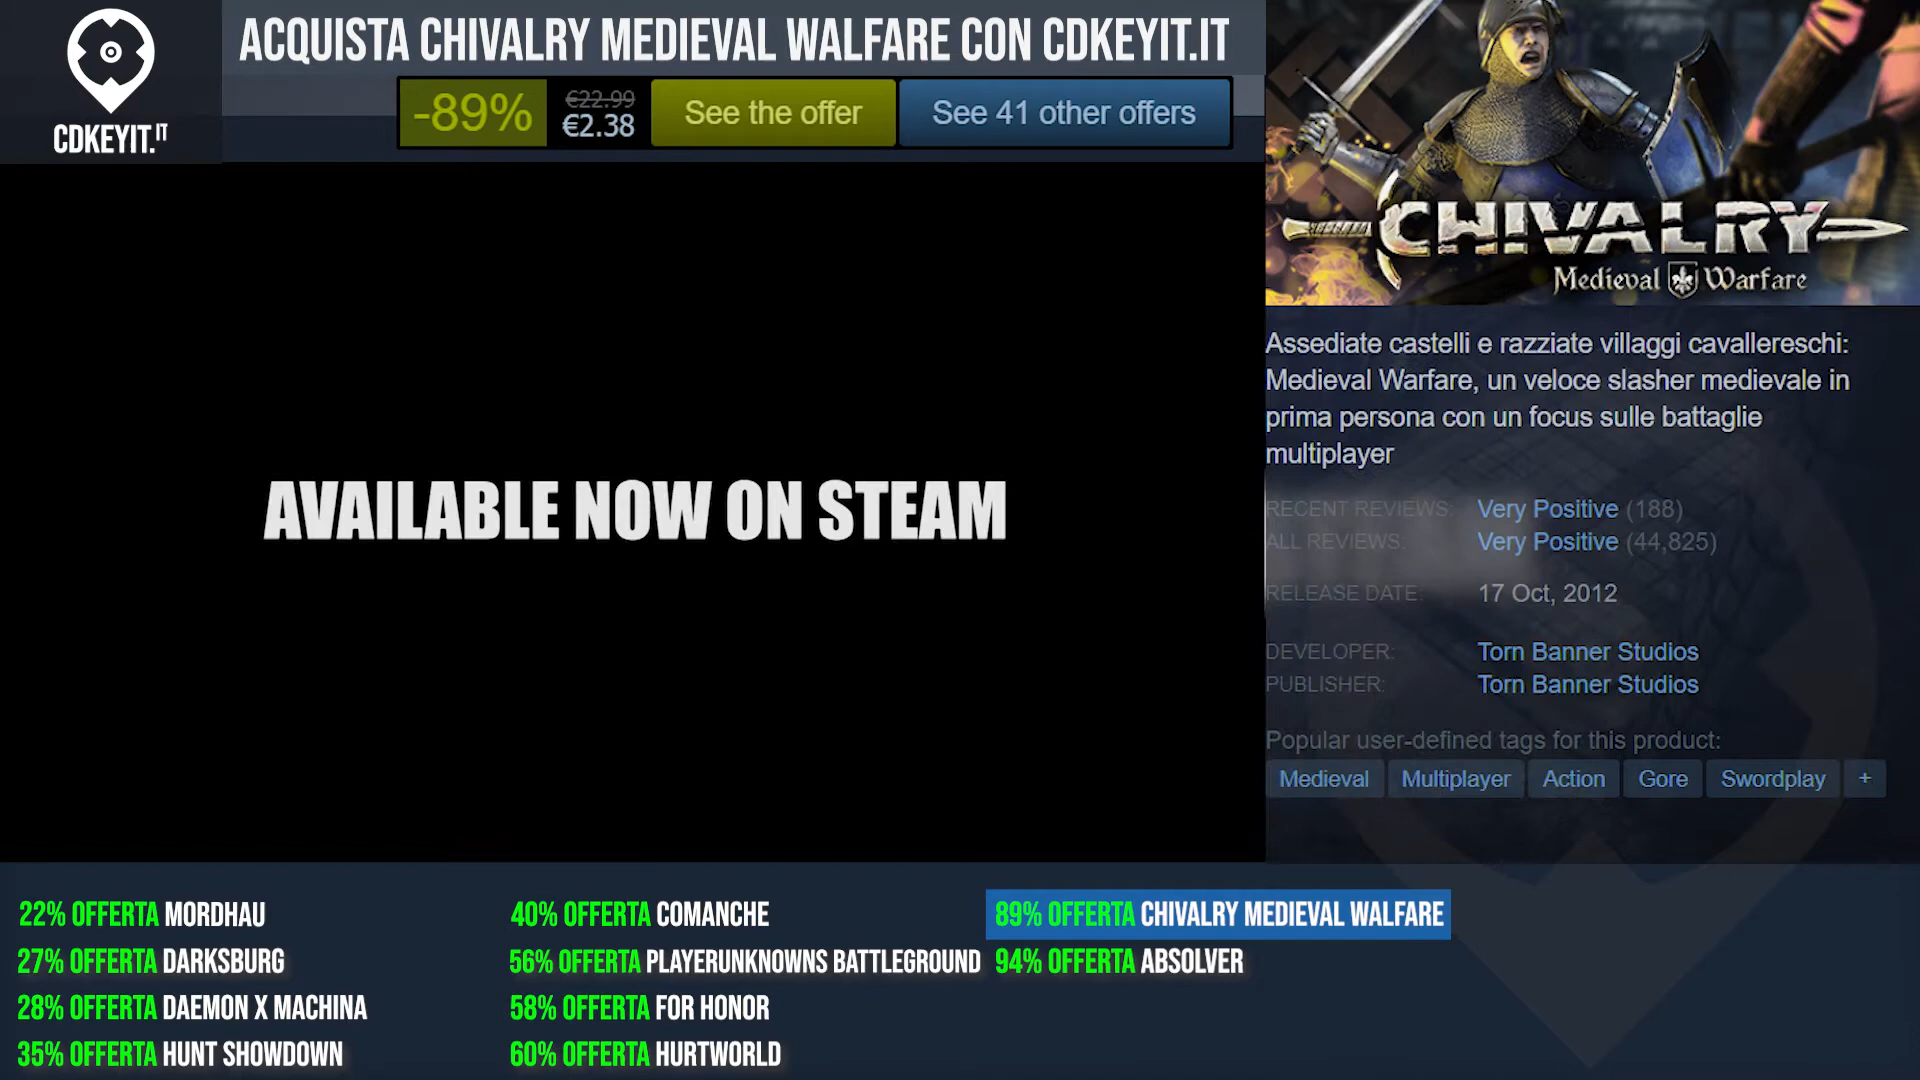 CDKEYIT.IT
ACQUISTA CHIVALRY MEDIEVAL WALFARE CON CDKEYIT.IT
-89%
€22.99
€2.38
See the offer
See 41 other offers
CHIVALRY
Medieval Warfare
AVAILABLE NOW ON STEAM
Assediate castelli e razziate villaggi cavallereschi:
Medieval Warfare, un veloce slasher medievale in
prima persona con un focus sulle battaglie
multiplayer
RECENT REVIEWS: Very Positive (188)
ALL REVIEWS: Very Positive (44,825)
RELEASE DATE: 17 Oct, 2012
DEVELOPER: Torn Banner Studios
PUBLISHER: Torn Banner Studios
Popular user-defined tags for this product:
Medieval Multiplayer Action Gore Swordplay +
22% OFFERTA MORDHAU
27% OFFERTA DARKSBURG
28% OFFERTA DAEMON X MACHINA
35% OFFERTA HUNT SHOWDOWN
40% OFFERTA COMANCHE
56% OFFERTA PLAYERUNKNOWNS BATTLEGROUND
58% OFFERTA FOR HONOR
60% OFFERTA HURTWORLD
89% OFFERTA CHIVALRY MEDIEVAL WALFARE
94% OFFERTA ABSOLVER